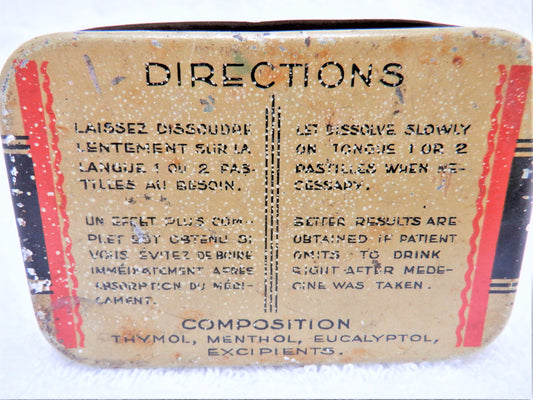 DIRECTIONS
LAISSEZ DISSOUDRE
LENTEMENT SUR LA
LANGUE 1 OU 2 PAS-
TILLES AU BESOIN.
UN EFFET PLUS COM-
PLET EST OBTENU SI
VOUS EVITEZ DE BOIRE
IMMÉDIATEMENT APRÈS
ABSORPTION DU MÉDI-
CAMENT.
LET DISSOLVE SLOWLY
ON TONGUE 1 OR 2
PASTILLES WHEN NE-
CESSARY.
BETTER RESULTS ARE
OBTAINED IF PATIENT
OMITS TO DRINK
RIGHT AFTER MEDE-
CINE WAS TAKEN.
COMPOSITION
THYMOL, MENTHOL, EUCALYPTOL,
EXCIPIENTS.